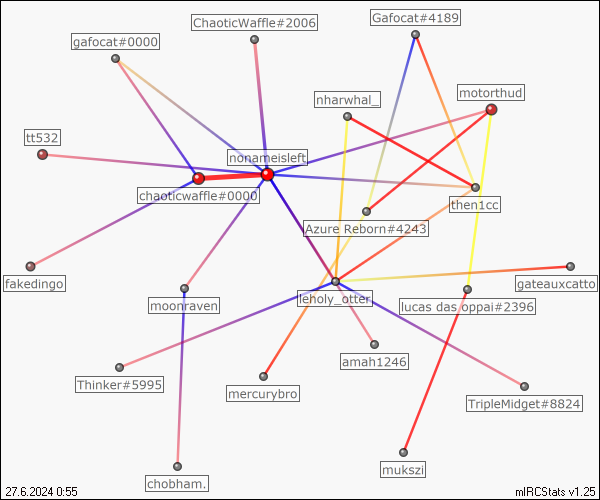 ChaoticWaffle#2006
Gafocat#4189
gafocat#0000
nharwhal_
motorthud
tt532
nonameisleft
chaoticwaffle#0000
then1cc
Azure Reborn#4243
fakedingo
gateauxcatto
moonraven
leholy_otter
lucas das oppai#2396
amah1246
Thinker#5995
mercurybro
TripleMidget#8824
mukszi
chobham.
27.6.2024 0:55
mIRCStats v1.25